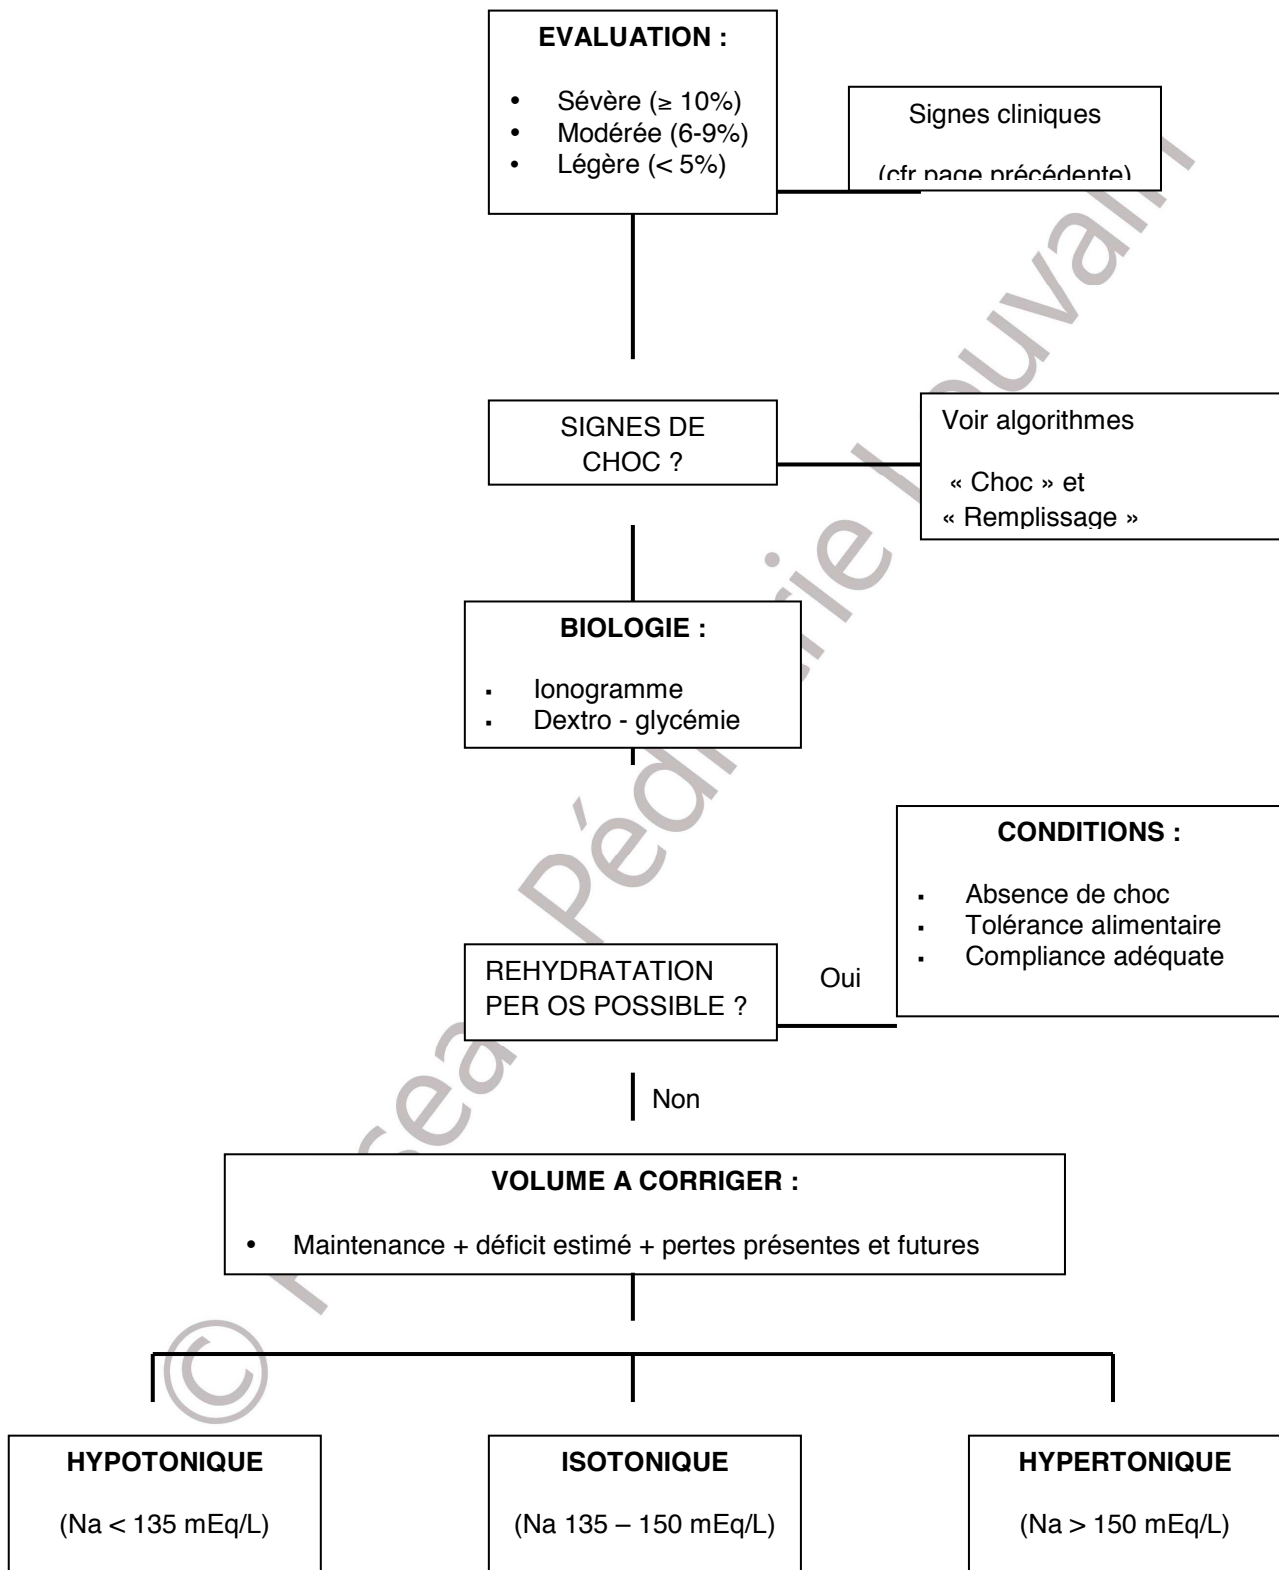 EVALUATION :
• Sévère (≥ 10%)
• Modérée (6-9%)
• Légère (< 5%)
Signes cliniques
(cfr page précédente)
SIGNES DE
CHOC ?
Voir algorithmes
« Choc » et
« Remplissage »
BIOLOGIE :
▪ Ionogramme
▪ Dextro - glycémie
CONDITIONS :
▪ Absence de choc
▪ Tolérance alimentaire
▪ Compliance adéquate
REHYDRATATION
PER OS POSSIBLE ?
Oui
Non
VOLUME A CORRIGER :
• Maintenance + déficit estimé + pertes présentes et futures
HYPOTONIQUE
(Na < 135 mEq/L)
ISOTONIQUE
(Na 135 – 150 mEq/L)
HYPERTONIQUE
(Na > 150 mEq/L)
©